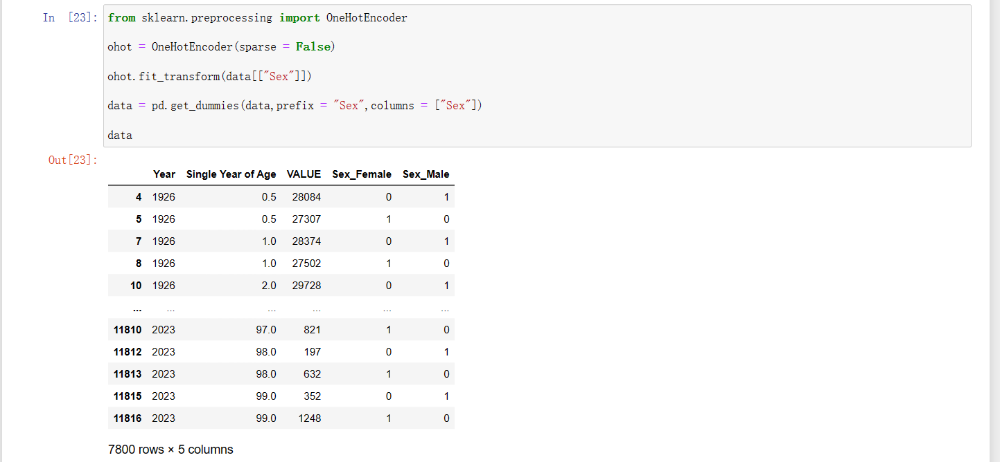 In [23]: from sklearn.preprocessing import OneHotEncoder
ohot = OneHotEncoder(sparse = False)
ohot.fit_transform(data[["Sex"]])
data = pd.get_dummies(data,prefix = "Sex",columns = ["Sex"])
data
Out[23]:
Year Single Year of Age VALUE Sex_Female Sex_Male
4 1926 0.5 28084 0 1
5 1926 0.5 27307 1 0
7 1926 1.0 28374 0 1
8 1926 1.0 27502 1 0
10 1926 2.0 29728 0 1
... ... ... ... ... ...
11810 2023 97.0 821 1 0
11812 2023 98.0 197 0 1
11813 2023 98.0 632 1 0
11815 2023 99.0 352 0 1
11816 2023 99.0 1248 1 0
7800 rows × 5 columns